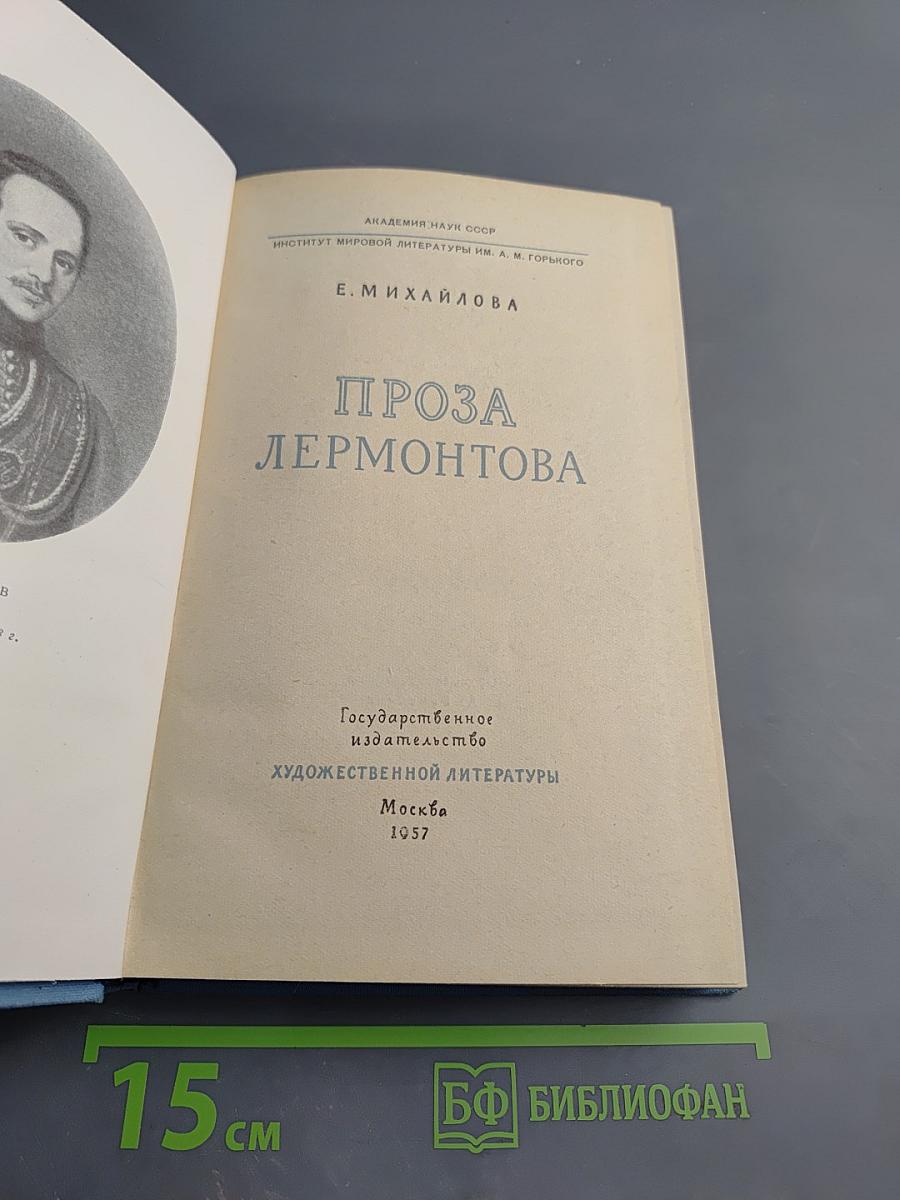 В
г.
АКАДЕМИЯ НАУК СССР
ИНСТИТУТ МИРОВОЙ ЛИТЕРАТУРЫ ИМ. А. М. ГОРЬКОГО
Е. МИХАЙЛОВА
ПРОЗА
ЛЕРМОНТОВА
Государственное
издательство
ХУДОЖЕСТВЕННОЙ ЛИТЕРАТУРЫ
Москва
1957
15 см
БФ БИБЛИОФАН